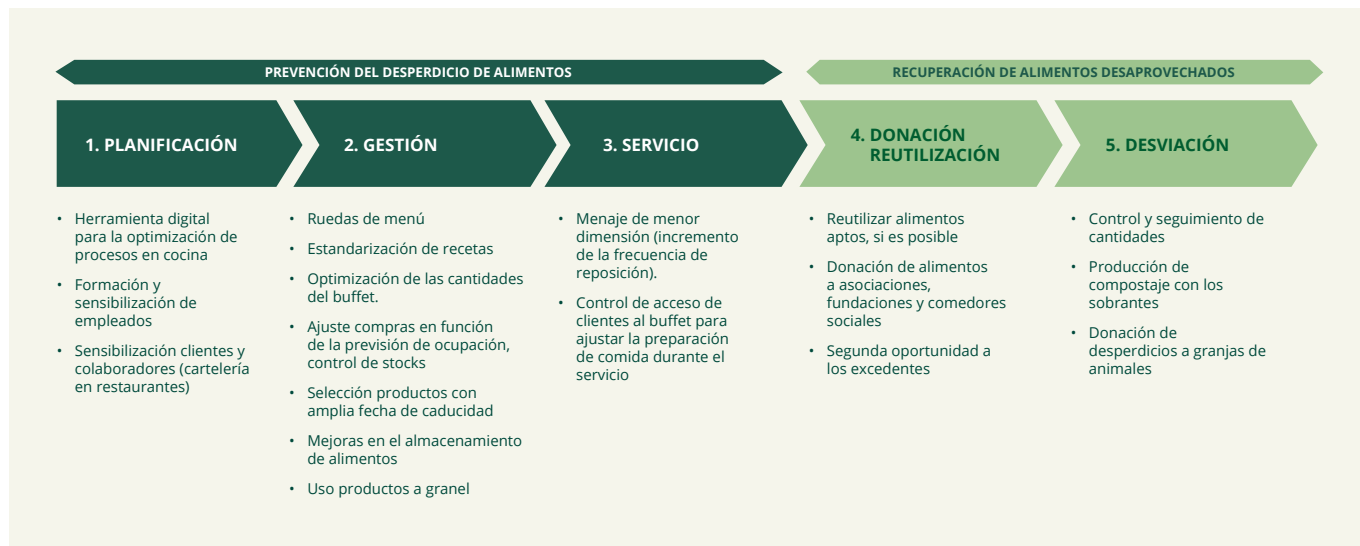 PREVENCIÓN DEL DESPERDICIO DE ALIMENTOS
RECUPERACIÓN DE ALIMENTOS DESAPROVECHADOS
1. PLANIFICACIÓN
2. GESTIÓN
3. SERVICIO
4. DONACIÓN
REUTILIZACIÓN
5. DESVIACIÓN
• Herramienta digital
para la optimización de
procesos en cocina
• Formación y
sensibilización de
empleados
• Sensibilización clientes y
colaboradores (cartelería
en restaurantes)
• Ruedas de menú
• Estandarización de recetas
• Optimización de las cantidades
del buffet.
• Ajuste compras en función
de la previsión de ocupación,
control de stocks
• Selección productos con
amplia fecha de caducidad
• Mejoras en el almacenamiento
de alimentos
• Uso productos a granel
• Menaje de menor
dimensión (incremento
de la frecuencia de
reposición).
• Control de acceso de
clientes al buffet para
ajustar la preparación
de comida durante el
servicio
• Reutilizar alimentos
aptos, si es posible
• Donación de alimentos
a asociaciones,
fundaciones y comedores
sociales
• Segunda oportunidad a
los excedentes
• Control y seguimiento de
cantidades
• Producción de
compostaje con los
sobrantes
• Donación de
desperdicios a granjas de
animales